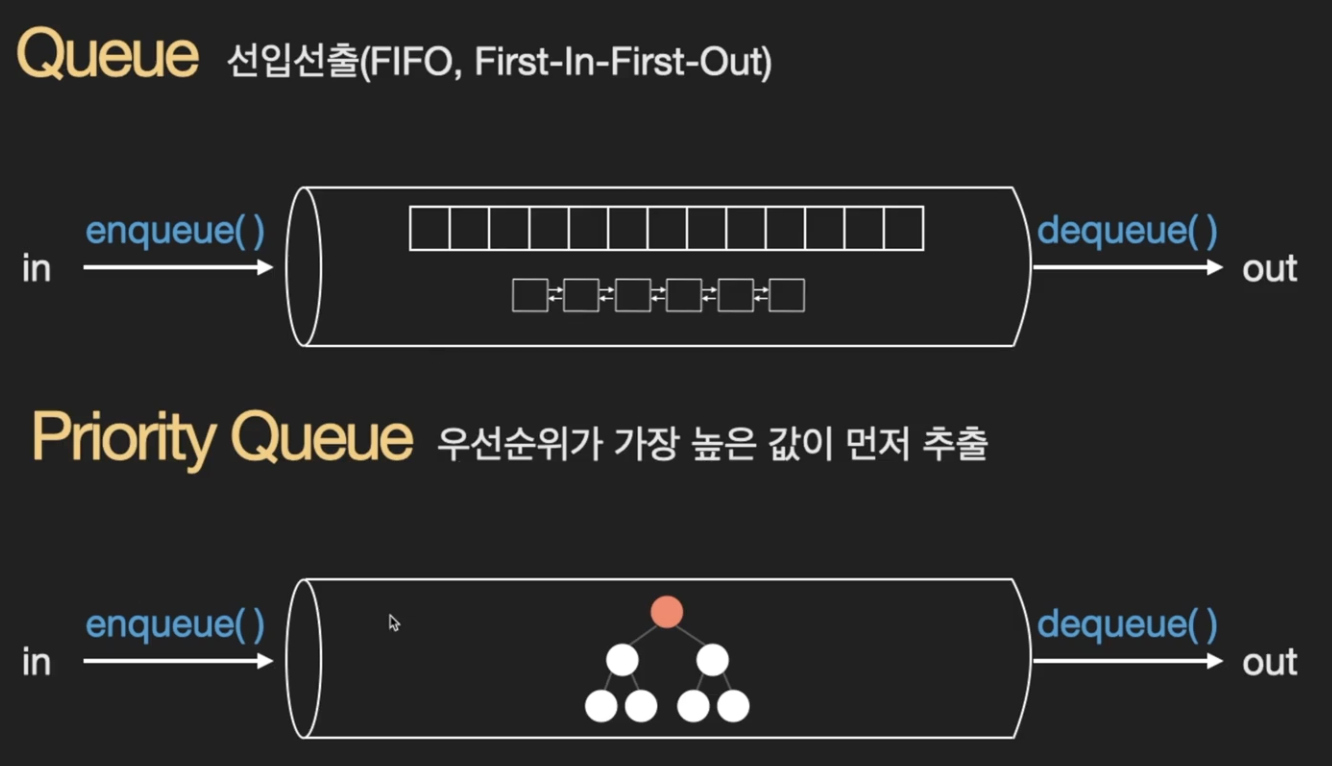 Queue 선입선출(FIFO, First-In-First-Out)
enqueue( )
in
dequeue( )
out
Priority Queue 우선순위가 가장 높은 값이 먼저 추출
enqueue( )
in
dequeue( )
out